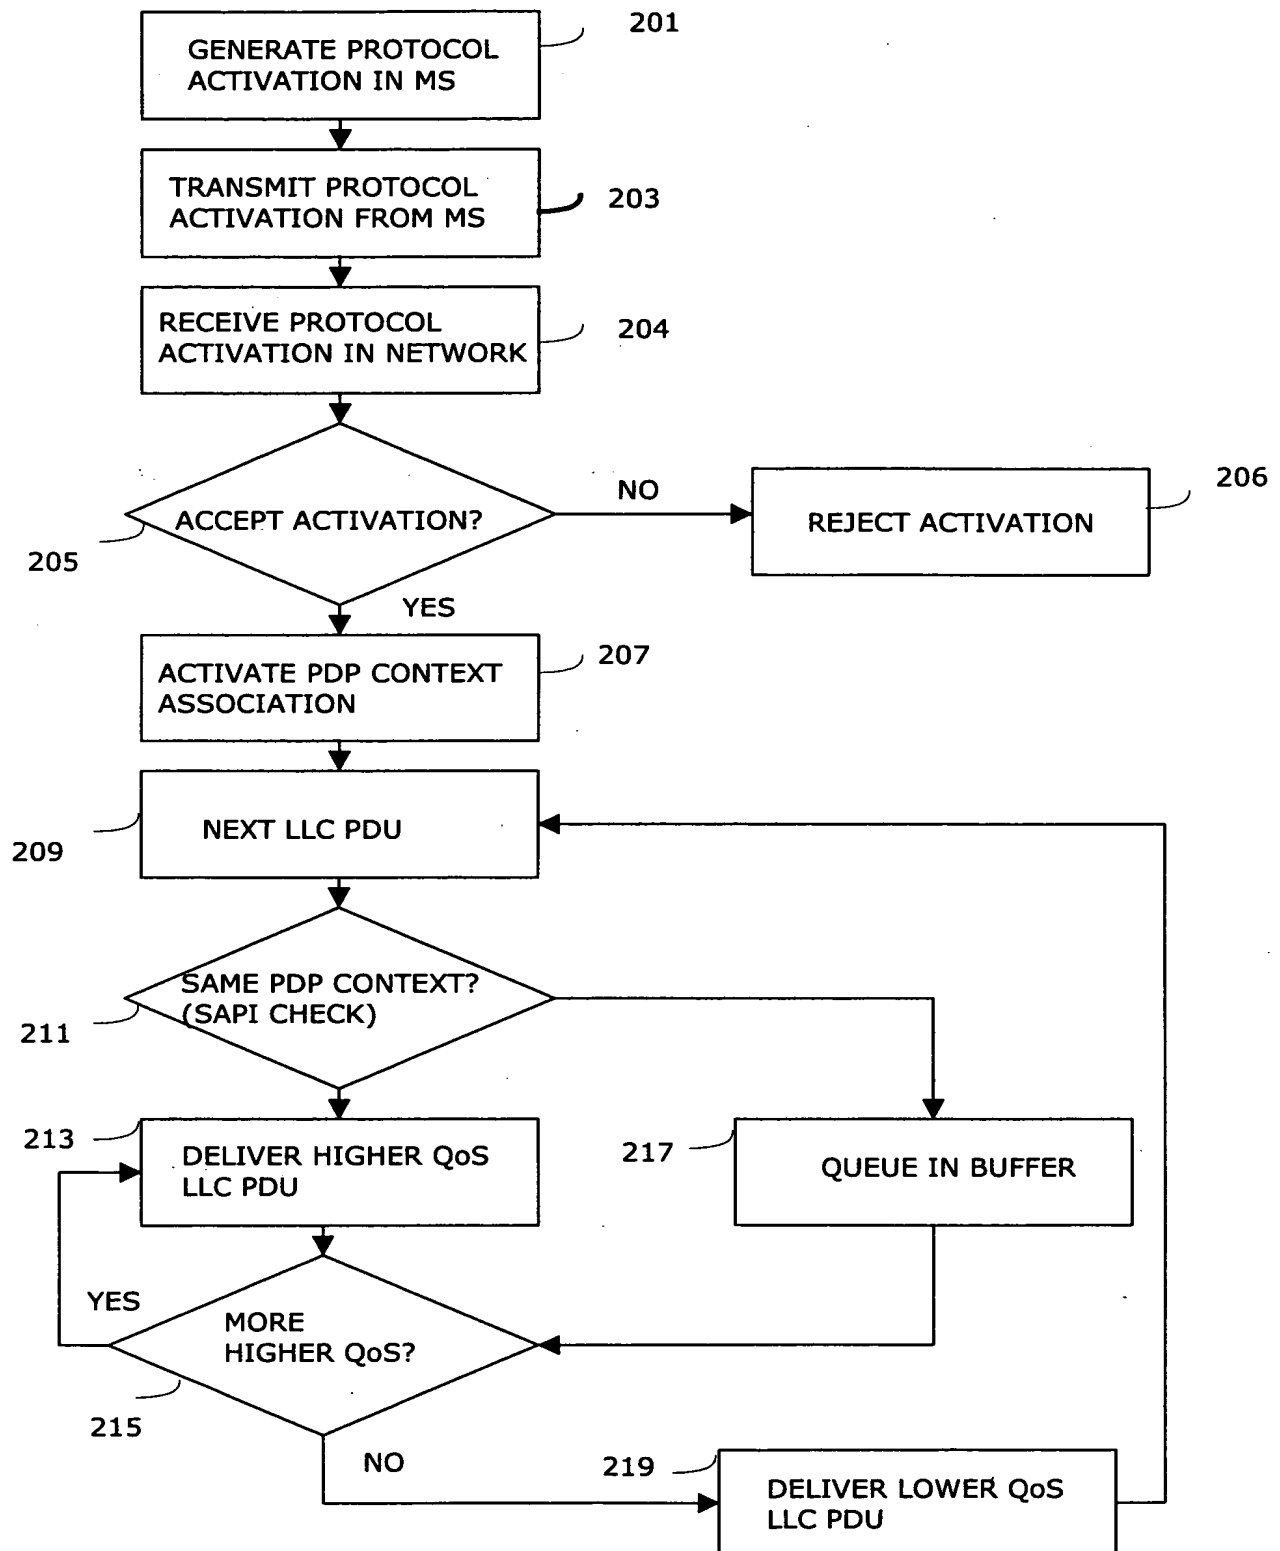 201
GENERATE PROTOCOL
ACTIVATION IN MS
TRANSMIT PROTOCOL
ACTIVATION FROM MS
203
RECEIVE PROTOCOL
ACTIVATION IN NETWORK
204
ACCEPT ACTIVATION?
205
NO
REJECT ACTIVATION
206
YES
ACTIVATE PDP CONTEXT
ASSOCIATION
207
NEXT LLC PDU
209
SAME PDP CONTEXT?
(SAPI CHECK)
211
213
DELIVER HIGHER QoS
LLC PDU
217
QUEUE IN BUFFER
YES
MORE
HIGHER QoS?
215
NO
219
DELIVER LOWER QoS
LLC PDU